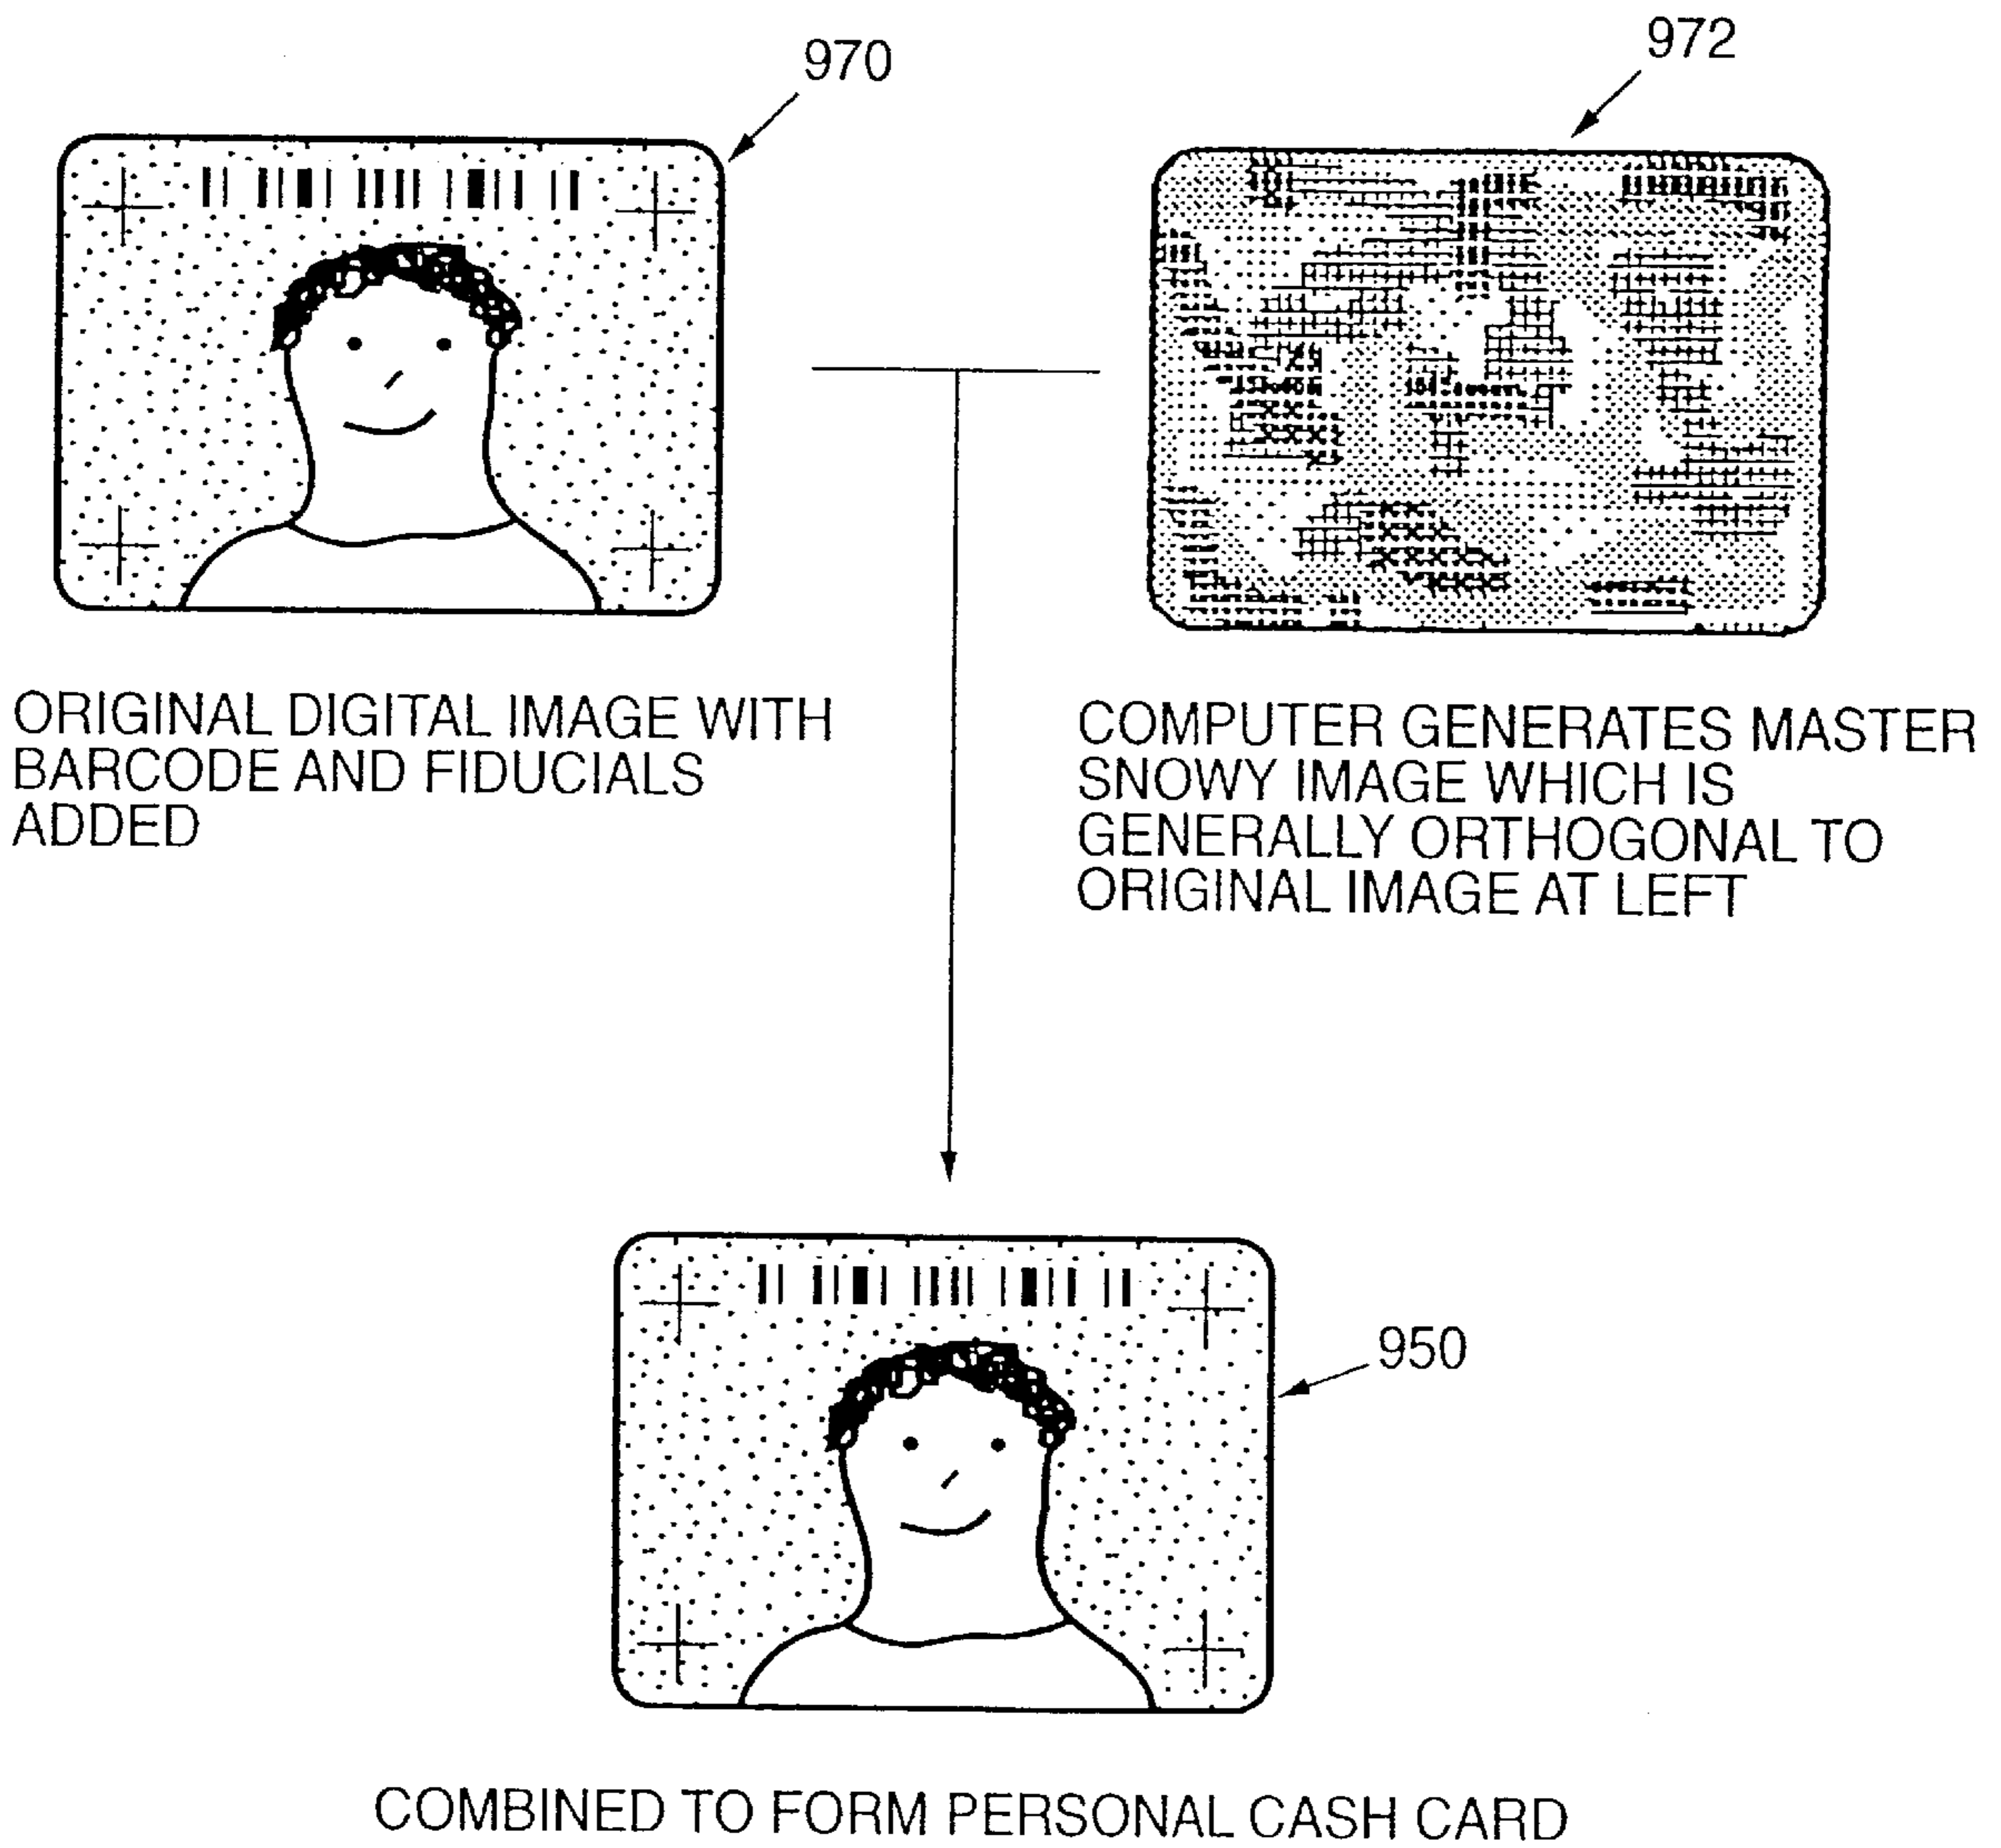 970
972
ORIGINAL DIGITAL IMAGE WITH
BARCODE AND FIDUCIALS
ADDED
COMPUTER GENERATES MASTER
SNOWY IMAGE WHICH IS
GENERALLY ORTHOGONAL TO
ORIGINAL IMAGE AT LEFT
950
COMBINED TO FORM PERSONAL CASH CARD